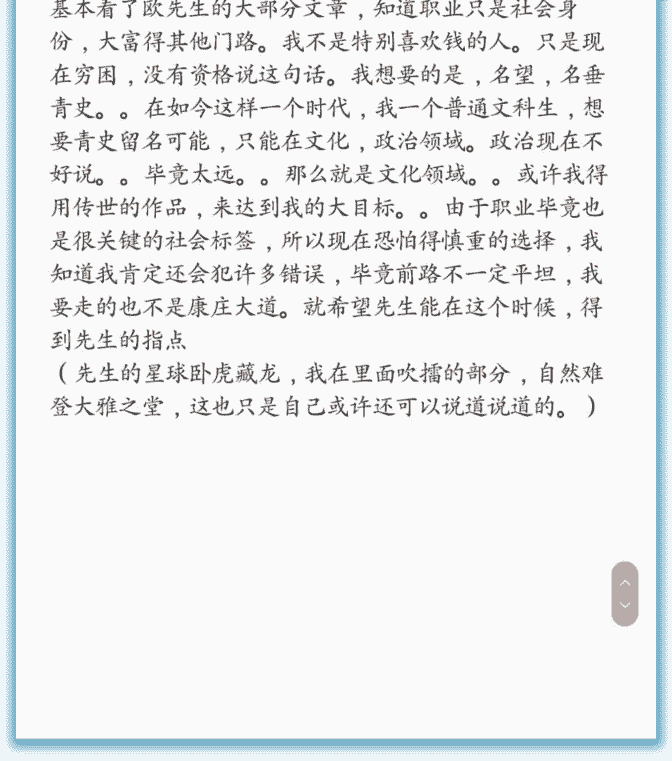 基本看了欧先生的大部分文章，知道职业只是社会身
份，大富得其他门路。我不是特别喜欢钱的人。只是现
在穷困，没有资格说这句话。我想要的是，名望，名垂
青史。。在如今这样一个时代，我一个普通文科生，想
要青史留名可能，只能在文化，政治领域。政治现在不
好说。。毕竟太远。。那么就是文化领域。。或许我得
用传世的作品，来达到我的大目标。。由于职业毕竟也
是很关键的社会标签，所以现在恐怕得慎重的选择，我
知道我肯定还会犯许多错误，毕竟前路不一定平坦，我
要走的也不是康庄大道。就希望先生能在这个时候，得
到先生的指点
（先生的星球卧虎藏龙，我在里面吹擂的部分，自然难
登大雅之堂，这也只是自己或许还可以说道说道的。）